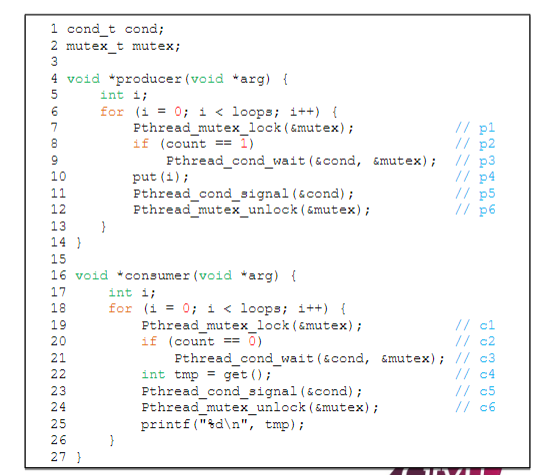 1 cond_t cond;
2 mutex_t mutex;
3
4 void *producer(void *arg) {
5     int i;
6     for (i = 0; i < loops; i++) {
7         Pthread_mutex_lock(&mutex);           // p1
8         if (count == 1)                       // p2
9             Pthread_cond_wait(&cond, &mutex); // p3
10         put(i);                               // p4
11         Pthread_cond_signal(&cond);           // p5
12         Pthread_mutex_unlock(&mutex);         // p6
13     }
14 }
15
16 void *consumer(void *arg) {
17     int i;
18     for (i = 0; i < loops; i++) {
19         Pthread_mutex_lock(&mutex);           // c1
20         if (count == 0)                       // c2
21             Pthread_cond_wait(&cond, &mutex); // c3
22         int tmp = get();                      // c4
23         Pthread_cond_signal(&cond);           // c5
24         Pthread_mutex_unlock(&mutex);         // c6
25         printf("%d\n", tmp);
26     }
27 }